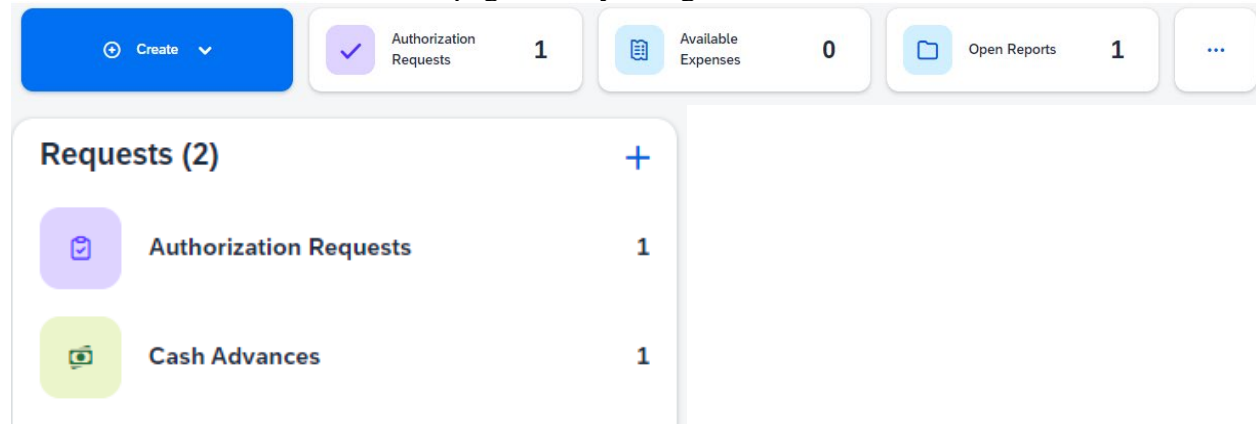 Create
Authorization
Requests
1
Available
Expenses
0
Open Reports
1
...
Requests (2)
+
Authorization Requests
1
Cash Advances
1